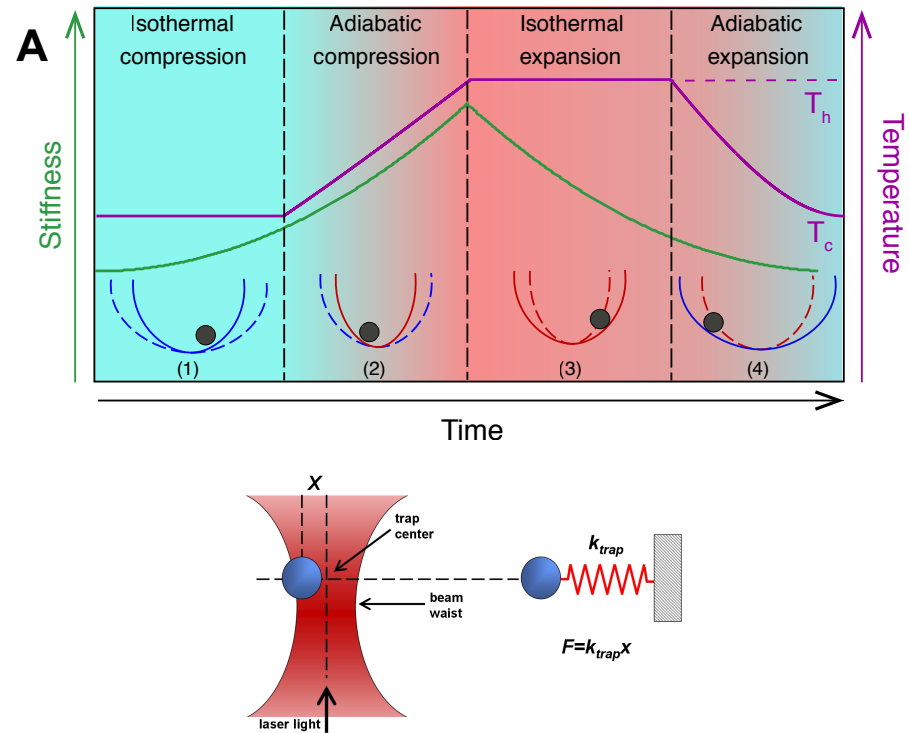 A
Isothermal
compression
Adiabatic
compression
Isothermal
expansion
Adiabatic
expansion
Stiffness
Temperature
Th
Tc
(1)
(2)
(3)
(4)
Time
x
trap
center
ktrap
beam
waist
F=ktrapx
laser light